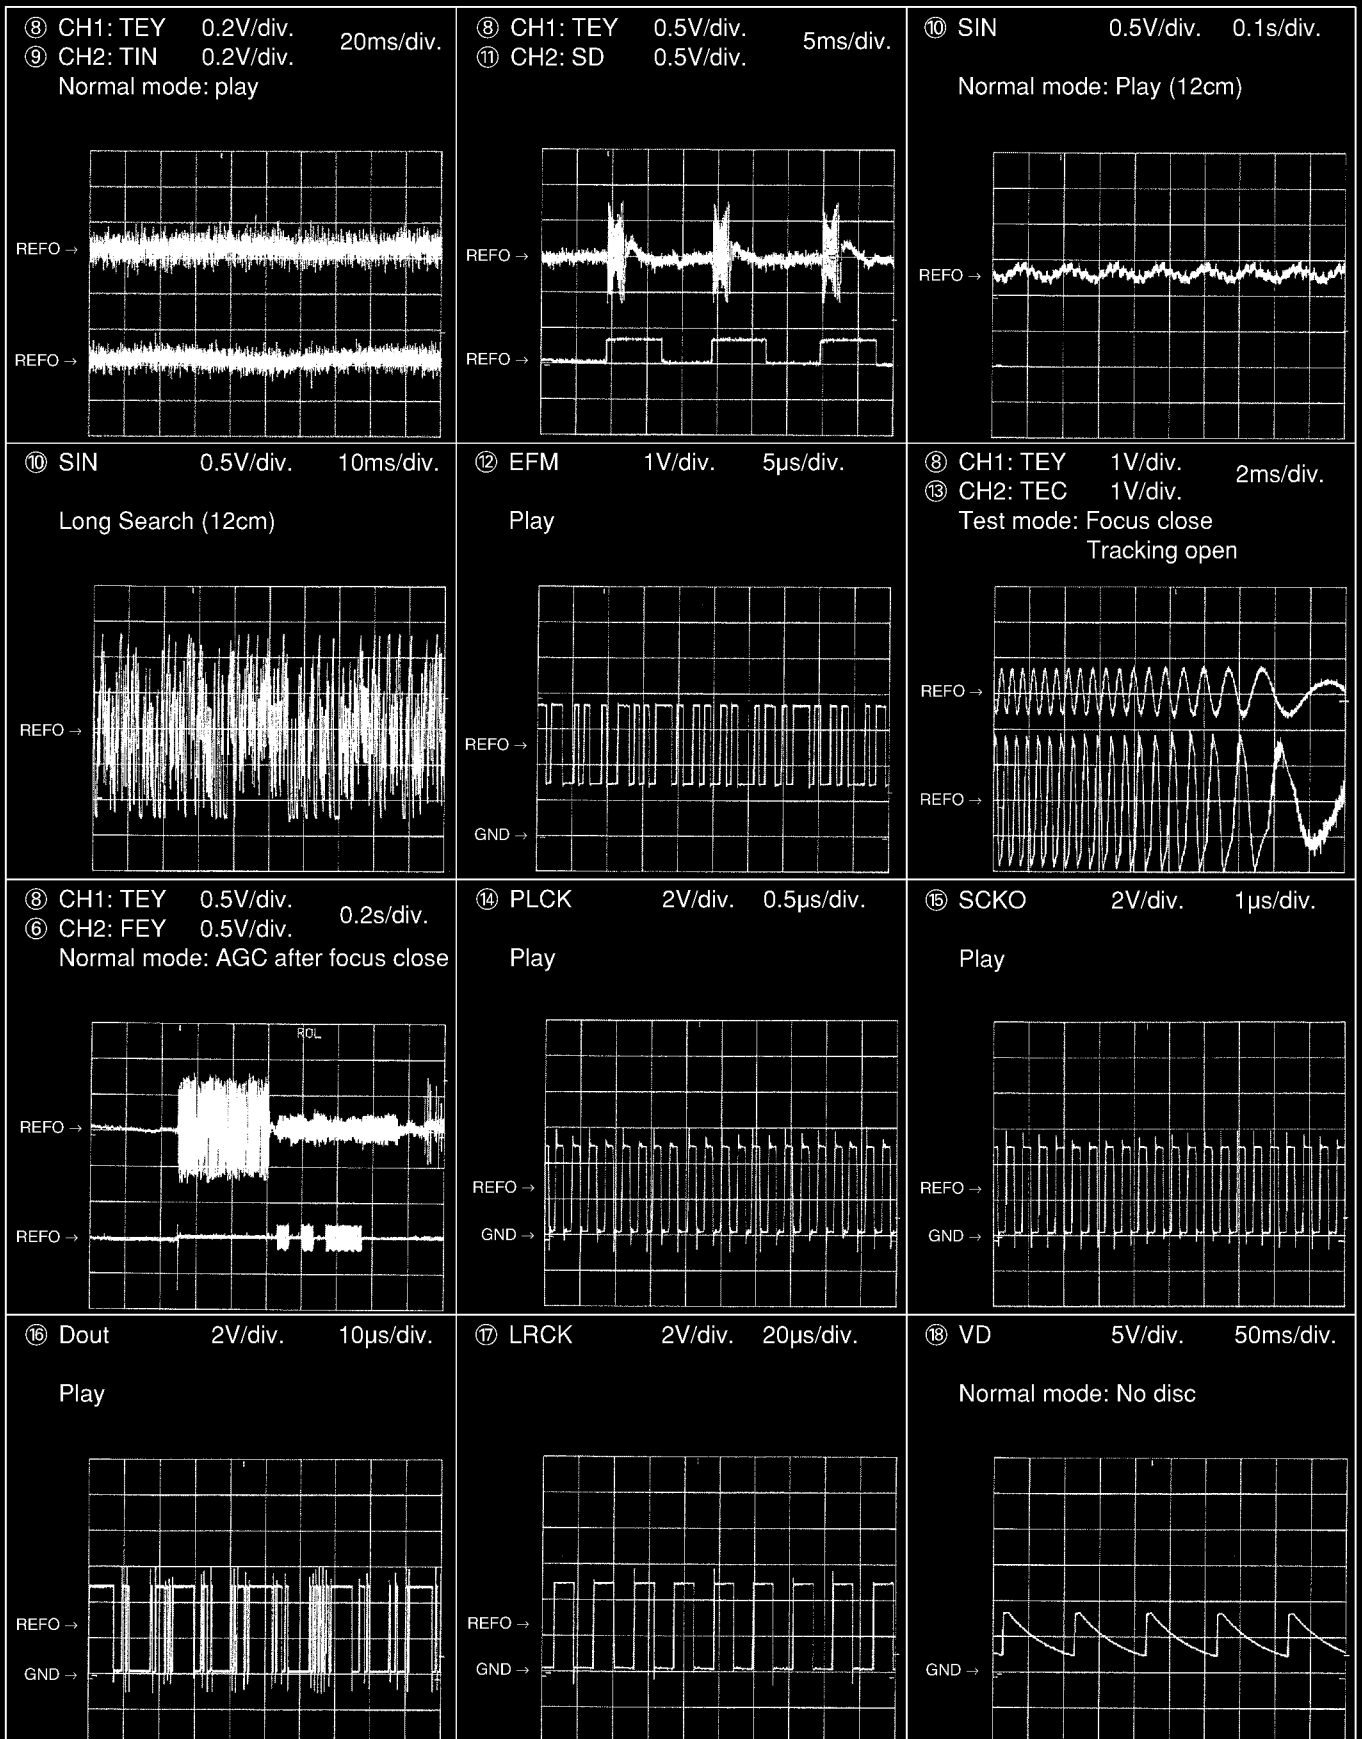 ⑧ CH1: TEY 0.2V/div. 20ms/div.
⑨ CH2: TIN 0.2V/div.
Normal mode: play
REFO →
REFO →
⑧ CH1: TEY 0.5V/div. 5ms/div.
⑪ CH2: SD 0.5V/div.
REFO →
REFO →
⑩ SIN 0.5V/div. 0.1s/div.
Normal mode: Play (12cm)
REFO →
⑩ SIN 0.5V/div. 10ms/div.
Long Search (12cm)
REFO →
⑫ EFM 1V/div. 5µs/div.
Play
REFO →
GND →
⑧ CH1: TEY 1V/div. 2ms/div.
⑬ CH2: TEC 1V/div.
Test mode: Focus close
Tracking open
REFO →
REFO →
⑧ CH1: TEY 0.5V/div. 0.2s/div.
⑥ CH2: FEY 0.5V/div.
Normal mode: AGC after focus close
ROL
REFO →
REFO →
⑭ PLCK 2V/div. 0.5µs/div.
Play
REFO →
GND →
⑮ SCKO 2V/div. 1µs/div.
Play
REFO →
GND →
⑯ Dout 2V/div. 10µs/div.
Play
REFO →
GND →
⑰ LRCK 2V/div. 20µs/div.
REFO →
GND →
⑱ VD 5V/div. 50ms/div.
Normal mode: No disc
GND →